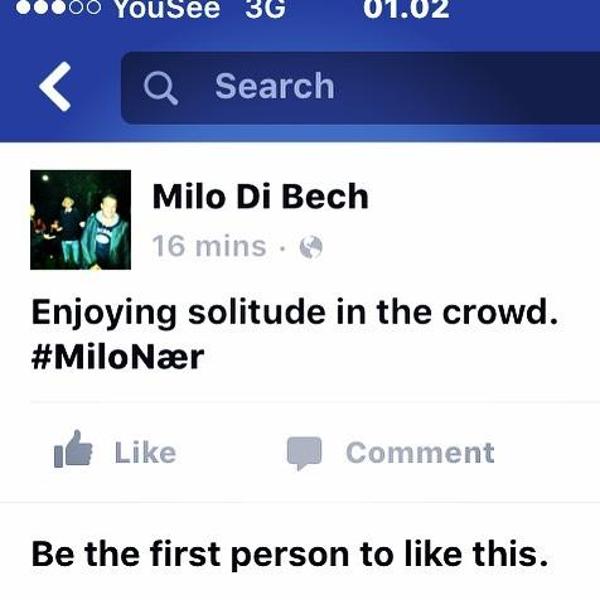 YouSee 3G 01.02
Search
Milo Di Bech
16 mins ·
Enjoying solitude in the crowd.
#MiloNær
Like Comment
Be the first person to like this.